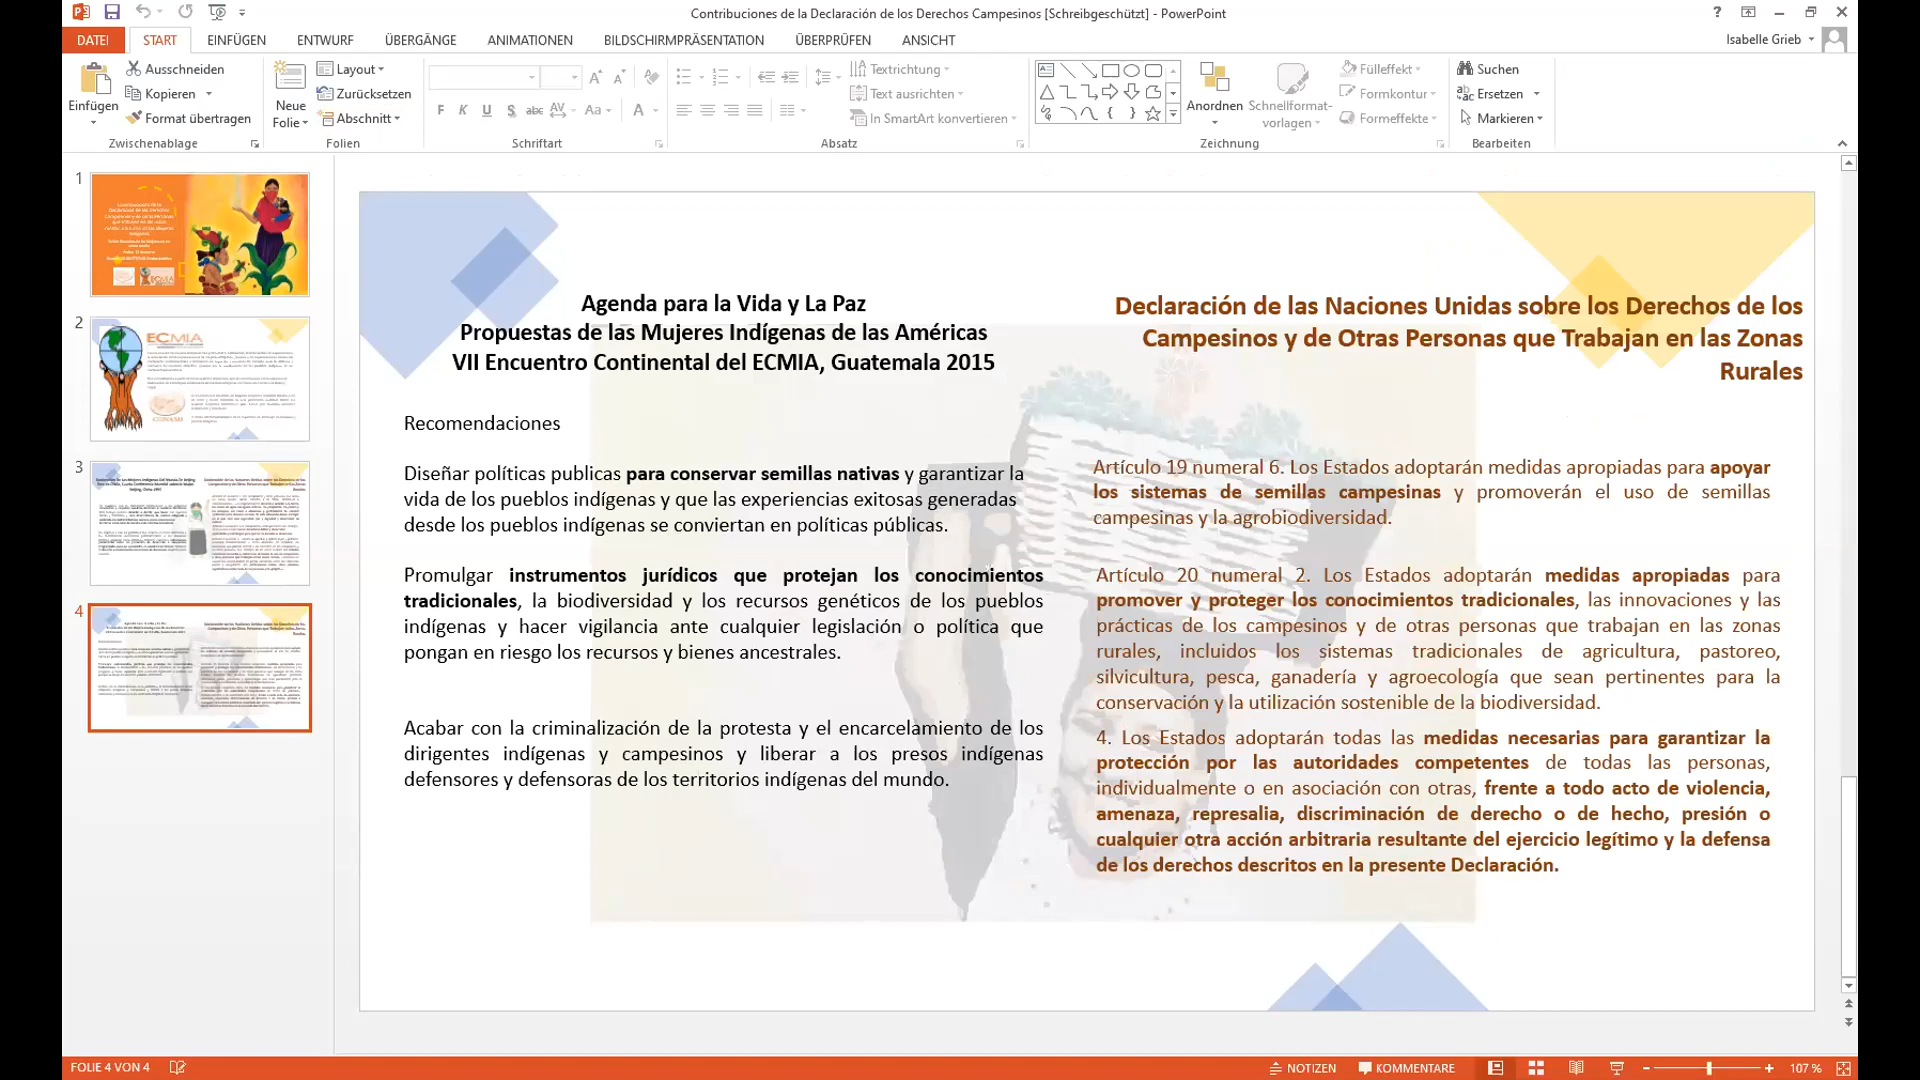 Contribuciones de la Declaración de los Derechos Campesinos [Schreibgeschützt] - PowerPoint
?
DATEI
START
EINFÜGEN
ENTWURF
ÜBERGÄNGE
ANIMATIONEN
BILDSCHIRMPRÄSENTATION
ÜBERPRÜFEN
ANSICHT
Isabelle Grieb
Einfügen
Ausschneiden
Kopieren
Format übertragen
Zwischenablage
Neue
Folie
Layout
Zurücksetzen
Abschnitt
Folien
F K U S abc AV Aa A
Schriftart
Textrichtung
Text ausrichten
In SmartArt konvertieren
Absatz
Anordnen
Schnellformat-
vorlagen
Fülleffekt
Formkontur
Formeffekte
Zeichnung
Suchen
Ersetzen
Markieren
Bearbeiten
1
2
ECMIA
3
4
Agenda para la Vida y La Paz
Propuestas de las Mujeres Indígenas de las Américas
VII Encuentro Continental del ECMIA, Guatemala 2015
Recomendaciones
Diseñar políticas publicas para conservar semillas nativas y garantizar la
vida de los pueblos indígenas y que las experiencias exitosas generadas
desde los pueblos indígenas se conviertan en políticas públicas.
Promulgar instrumentos jurídicos que protejan los conocimientos
tradicionales, la biodiversidad y los recursos genéticos de los pueblos
indígenas y hacer vigilancia ante cualquier legislación o política que
pongan en riesgo los recursos y bienes ancestrales.
Acabar con la criminalización de la protesta y el encarcelamiento de los
dirigentes indígenas y campesinos y liberar a los presos indígenas
defensores y defensoras de los territorios indígenas del mundo.
Declaración de las Naciones Unidas sobre los Derechos de los
Campesinos y de Otras Personas que Trabajan en las Zonas
Rurales
Artículo 19 numeral 6. Los Estados adoptarán medidas apropiadas para apoyar
los sistemas de semillas campesinas y promoverán el uso de semillas
campesinas y la agrobiodiversidad.
Artículo 20 numeral 2. Los Estados adoptarán medidas apropiadas para
promover y proteger los conocimientos tradicionales, las innovaciones y las
prácticas de los campesinos y de otras personas que trabajan en las zonas
rurales, incluidos los sistemas tradicionales de agricultura, pastoreo,
silvicultura, pesca, ganadería y agroecología que sean pertinentes para la
conservación y la utilización sostenible de la biodiversidad.
4. Los Estados adoptarán todas las medidas necesarias para garantizar la
protección por las autoridades competentes de todas las personas,
individualmente o en asociación con otras, frente a todo acto de violencia,
amenaza, represalia, discriminación de derecho o de hecho, presión o
cualquier otra acción arbitraria resultante del ejercicio legítimo y la defensa
de los derechos descritos en la presente Declaración.
FOLIE 4 VON 4
NOTIZEN
KOMMENTARE
107 %